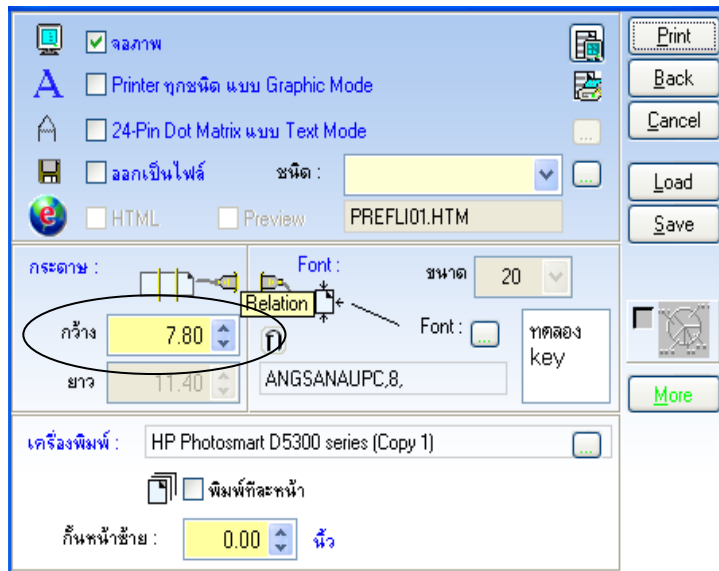 จอภาพ
Printer ทุกชนิด แบบ Graphic Mode
24-Pin Dot Matrix แบบ Text Mode
ออกเป็นไฟล์ ชนิด :
HTML Preview PREFLI01.HTM
Print
Back
Cancel
Load
Save
More
กระดาษ : Font : ขนาด 20
Relation
กว้าง 7.80 ก Font : ... ทดลอง
key
ยาว 11.40 ANGSANAUPC,8,
เครื่องพิมพ์ : HP Photosmart D5300 series (Copy 1) ...
พิมพ์ทีละหน้า
กั้นหน้าซ้าย : 0.00 นิ้ว